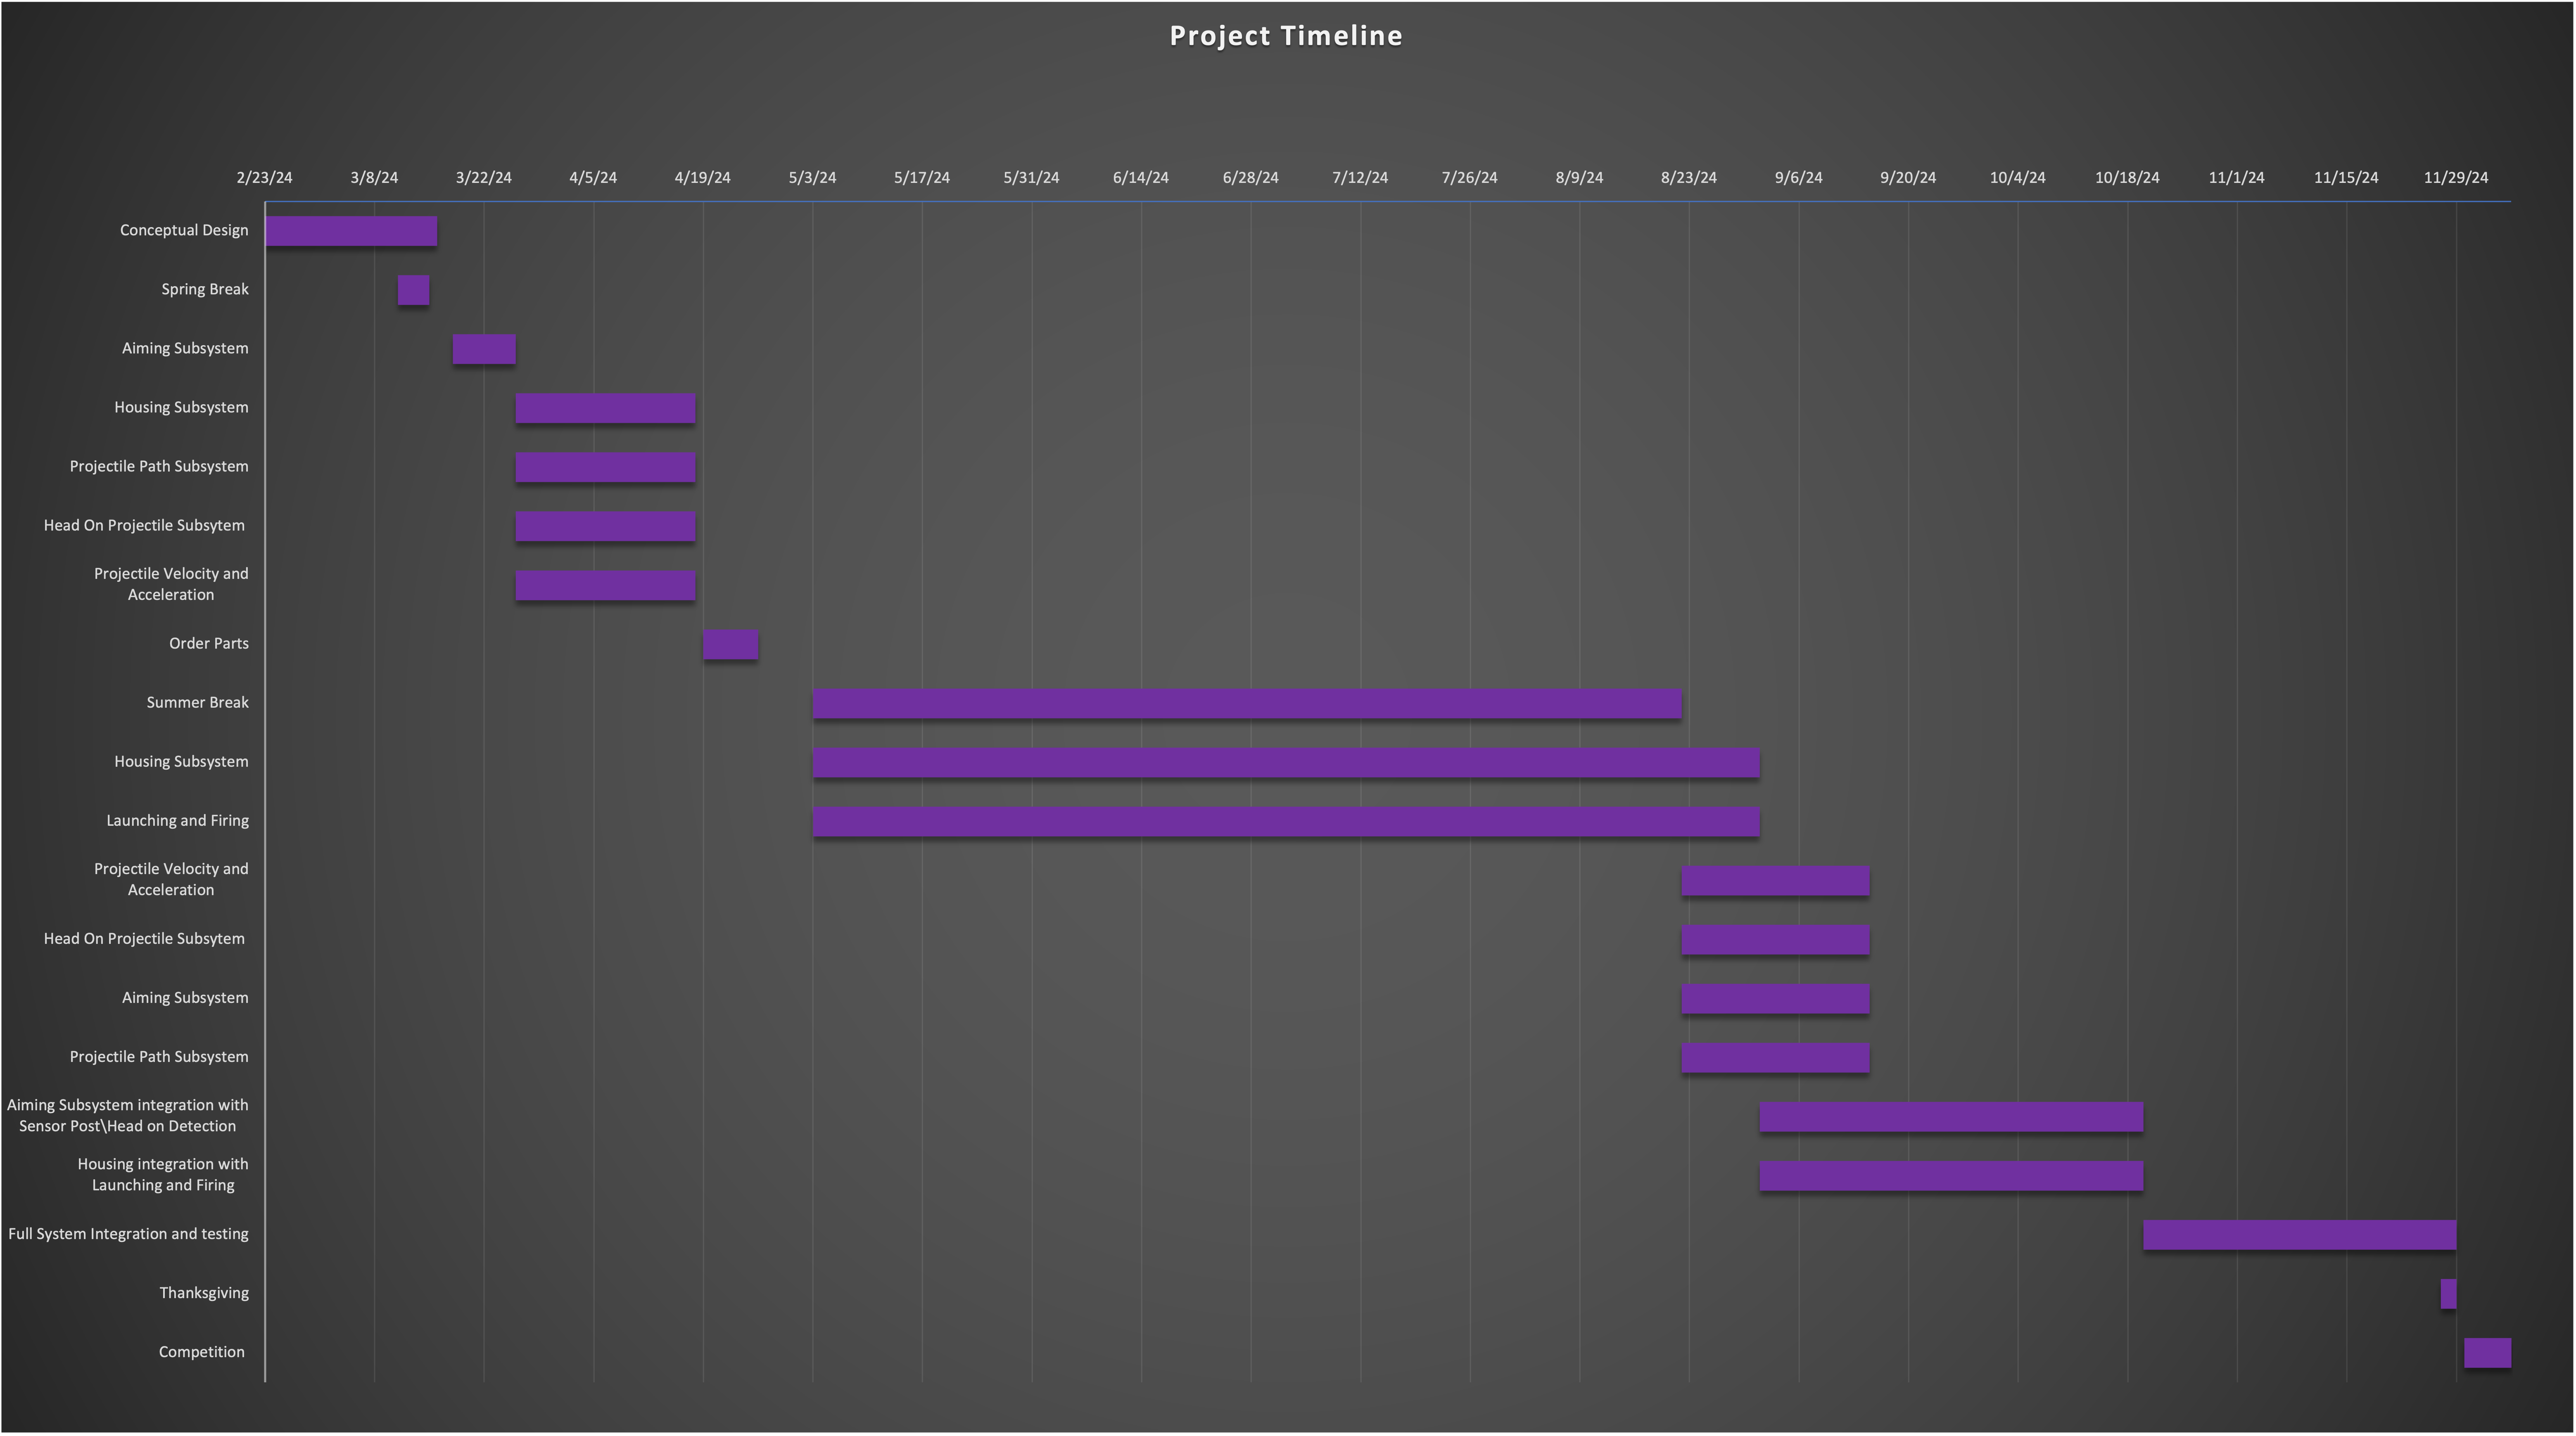 Project Timeline
2/23/24 3/8/24 3/22/24 4/5/24 4/19/24 5/3/24 5/17/24 5/31/24 6/14/24 6/28/24 7/12/24 7/26/24 8/9/24 8/23/24 9/6/24 9/20/24 10/4/24 10/18/24 11/1/24 11/15/24 11/29/24
Conceptual Design
Spring Break
Aiming Subsystem
Housing Subsystem
Projectile Path Subsystem
Head On Projectile Subsytem
Projectile Velocity and
Acceleration
Order Parts
Summer Break
Housing Subsystem
Launching and Firing
Projectile Velocity and
Acceleration
Head On Projectile Subsytem
Aiming Subsystem
Projectile Path Subsystem
Aiming Subsystem integration with
Sensor Post\Head on Detection
Housing integration with
Launching and Firing
Full System Integration and testing
Thanksgiving
Competition